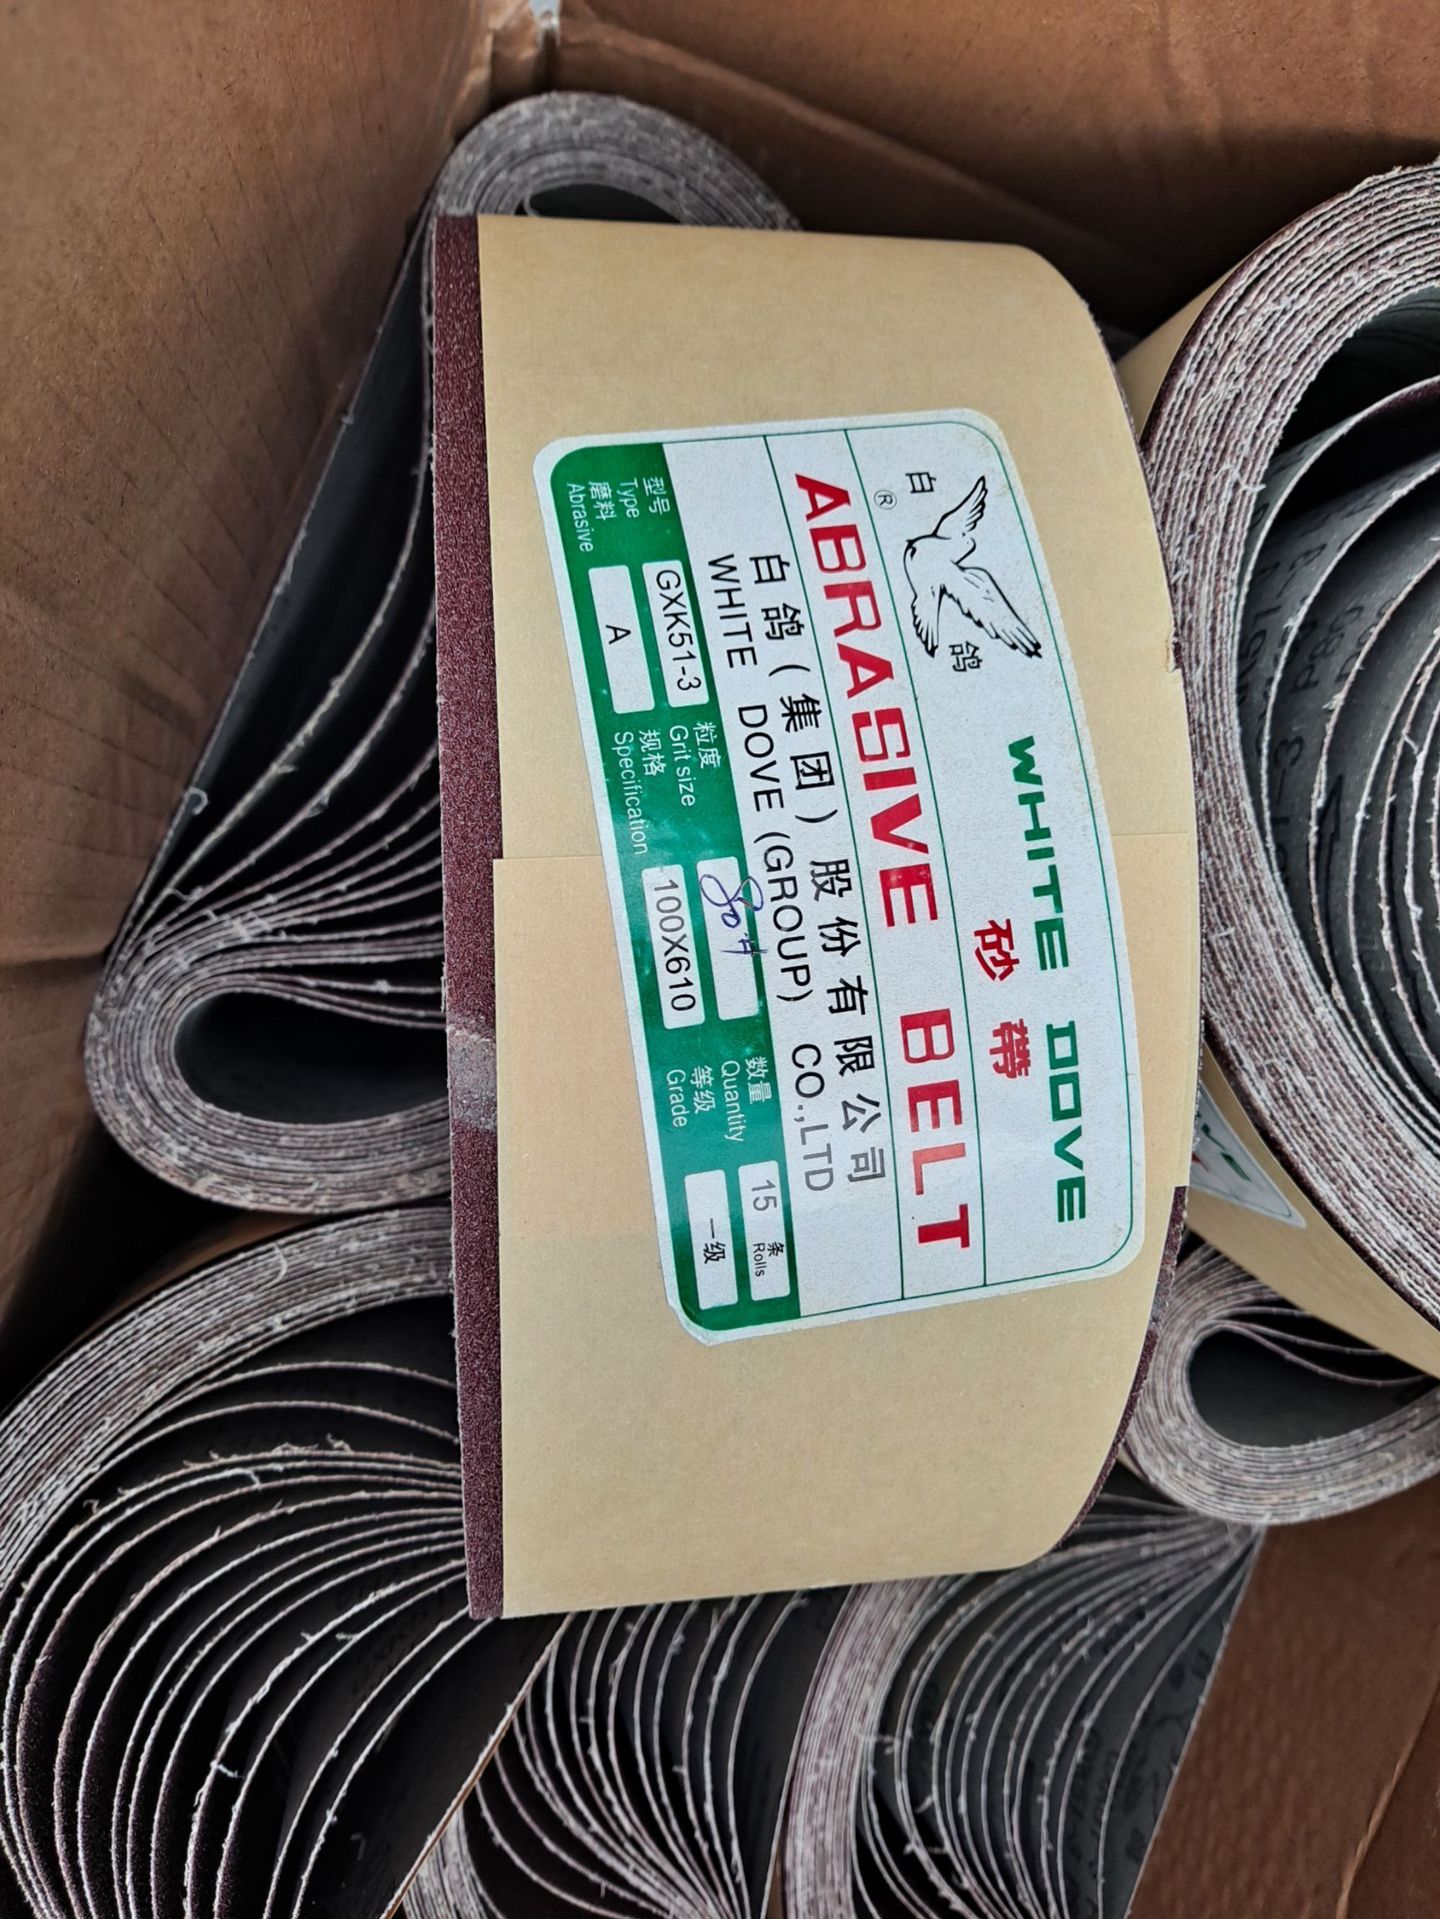 白鸽
®
WHITE DOVE
砂带
ABRASIVE BELT
白鸽(集团)股份有限公司
WHITE DOVE (GROUP) CO.,LTD
型号 Type GXK51-3 粒度 Grit size 80# 数量 Quantity 15 条 Rolls
磨料 Abrasive A 规格 Specification 100X610 等级 Grade 一级